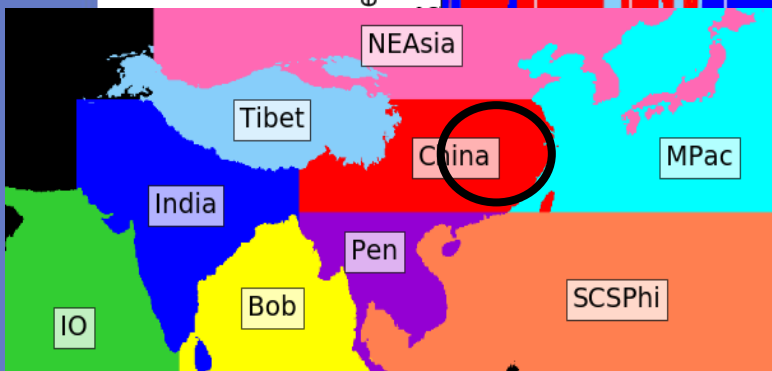 NEAsia
Tibet
China
MPac
India
Pen
SCSPhi
Bob
IO